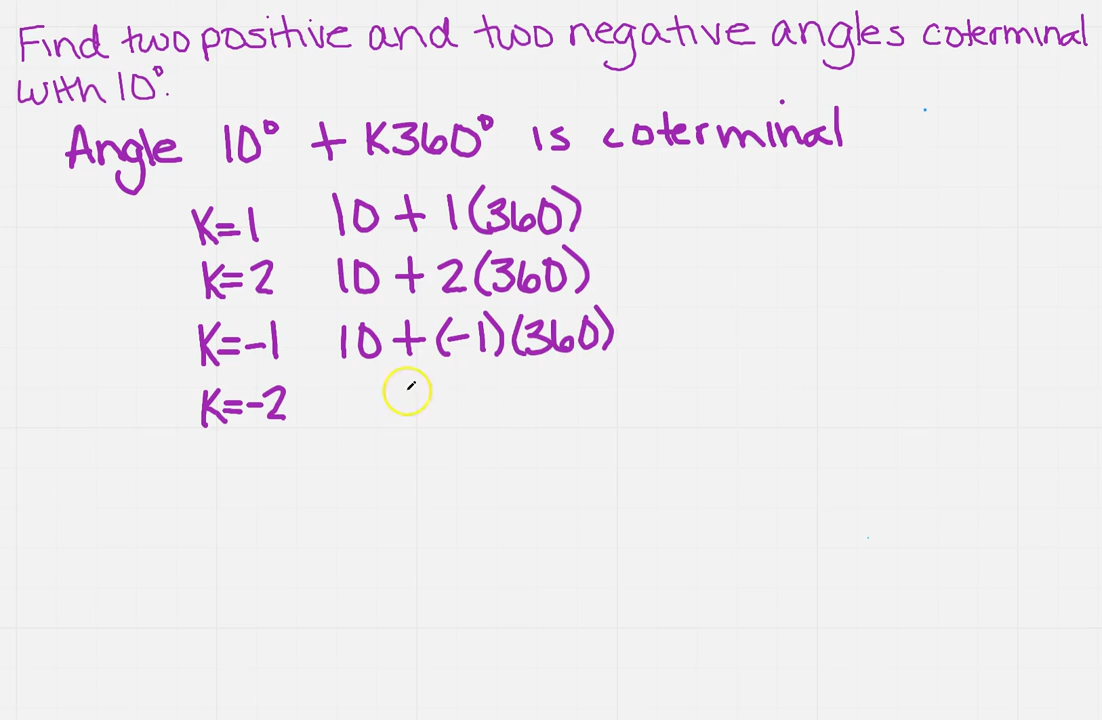 Find two positive and two negative angles coterminal
with 10°.
Angle 10° + K360° is coterminal
K=1 10 + 1(360)
K=2 10 + 2(360)
K=-1 10 + (-1)(360)
K=-2